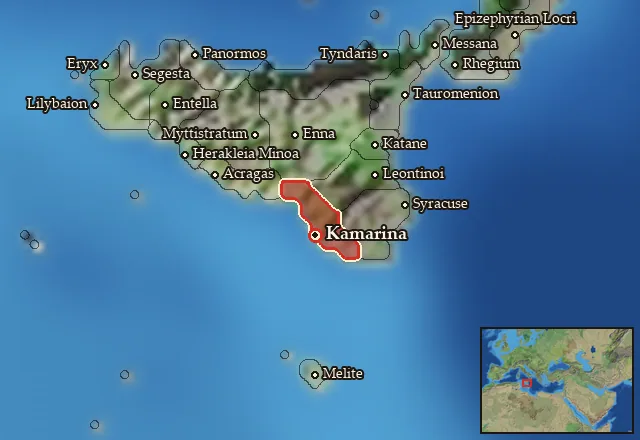 Epizephyrian Locri
Messana
Panormos
Tyndaris
Eryx
Rhegium
Segesta
Tauromenion
Lilybaion
Entella
Myttistratum
Enna
Katane
Herakleia Minoa
Acragas
Leontinoi
Syracuse
Kamarina
Melite